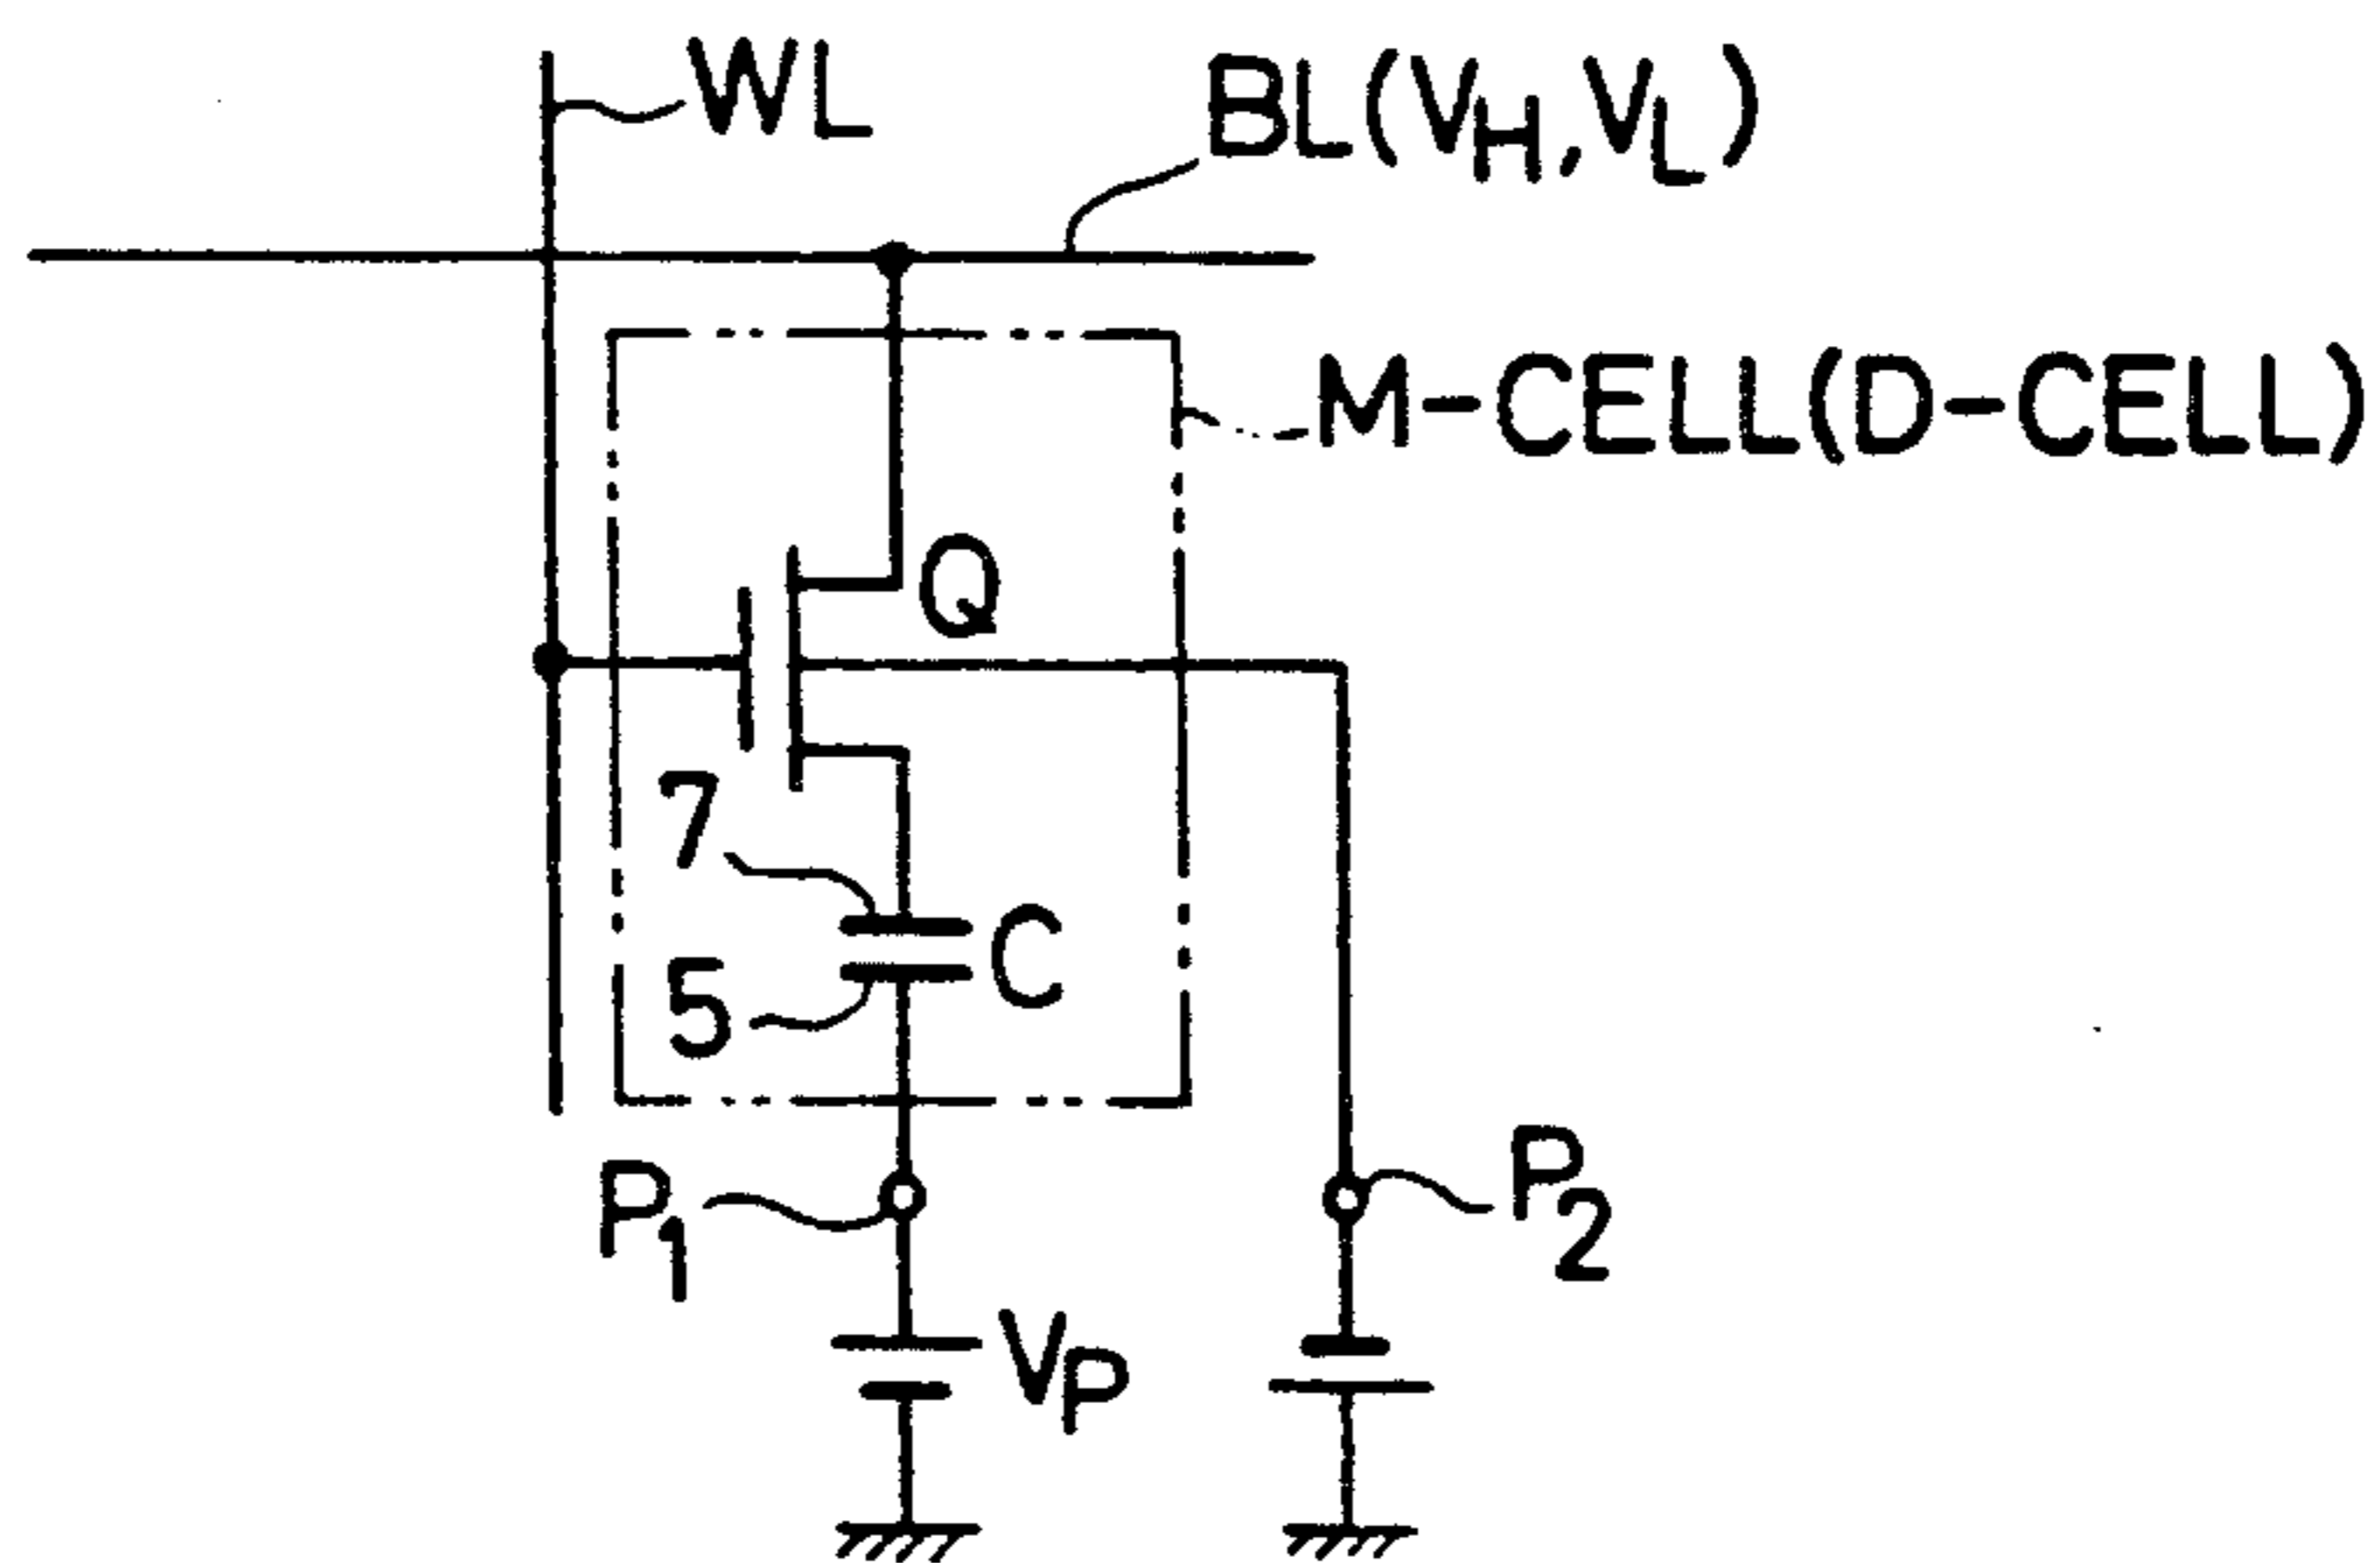 WL
BL(VH,VL)
M-CELL(D-CELL)
Q
7
C
5
P1
P2
VP